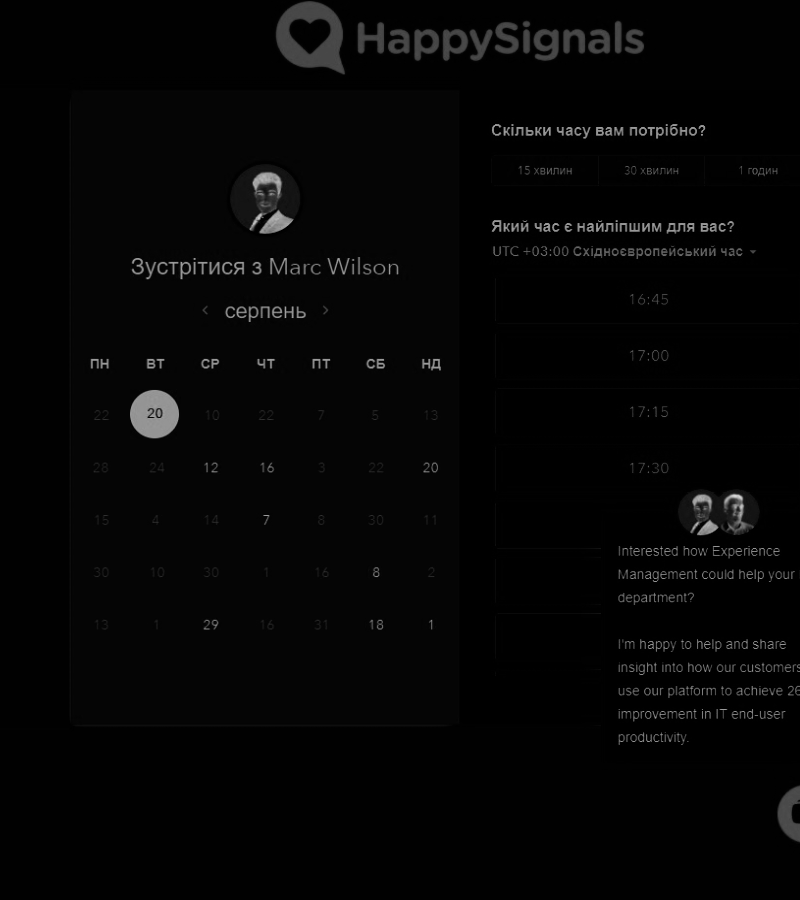 HappySignals
Зустрітися з Marc Wilson
серпень
ПН ВТ СР ЧТ ПТ СБ НД
22 20 10 22 7 5 13
28 24 12 16 3 22 20
15 4 14 7 8 30 11
30 10 30 1 16 8 2
13 1 29 16 31 18 1
Скільки часу вам потрібно?
15 хвилин 30 хвилин 1 годин
Який час є найліпшим для вас?
UTC +03:00 Східноєвропейський час
16:45
17:00
17:15
17:30
Interested how Experience
Management could help your
department?
I'm happy to help and share
insight into how our customers
use our platform to achieve 26
improvement in IT end-user
productivity.